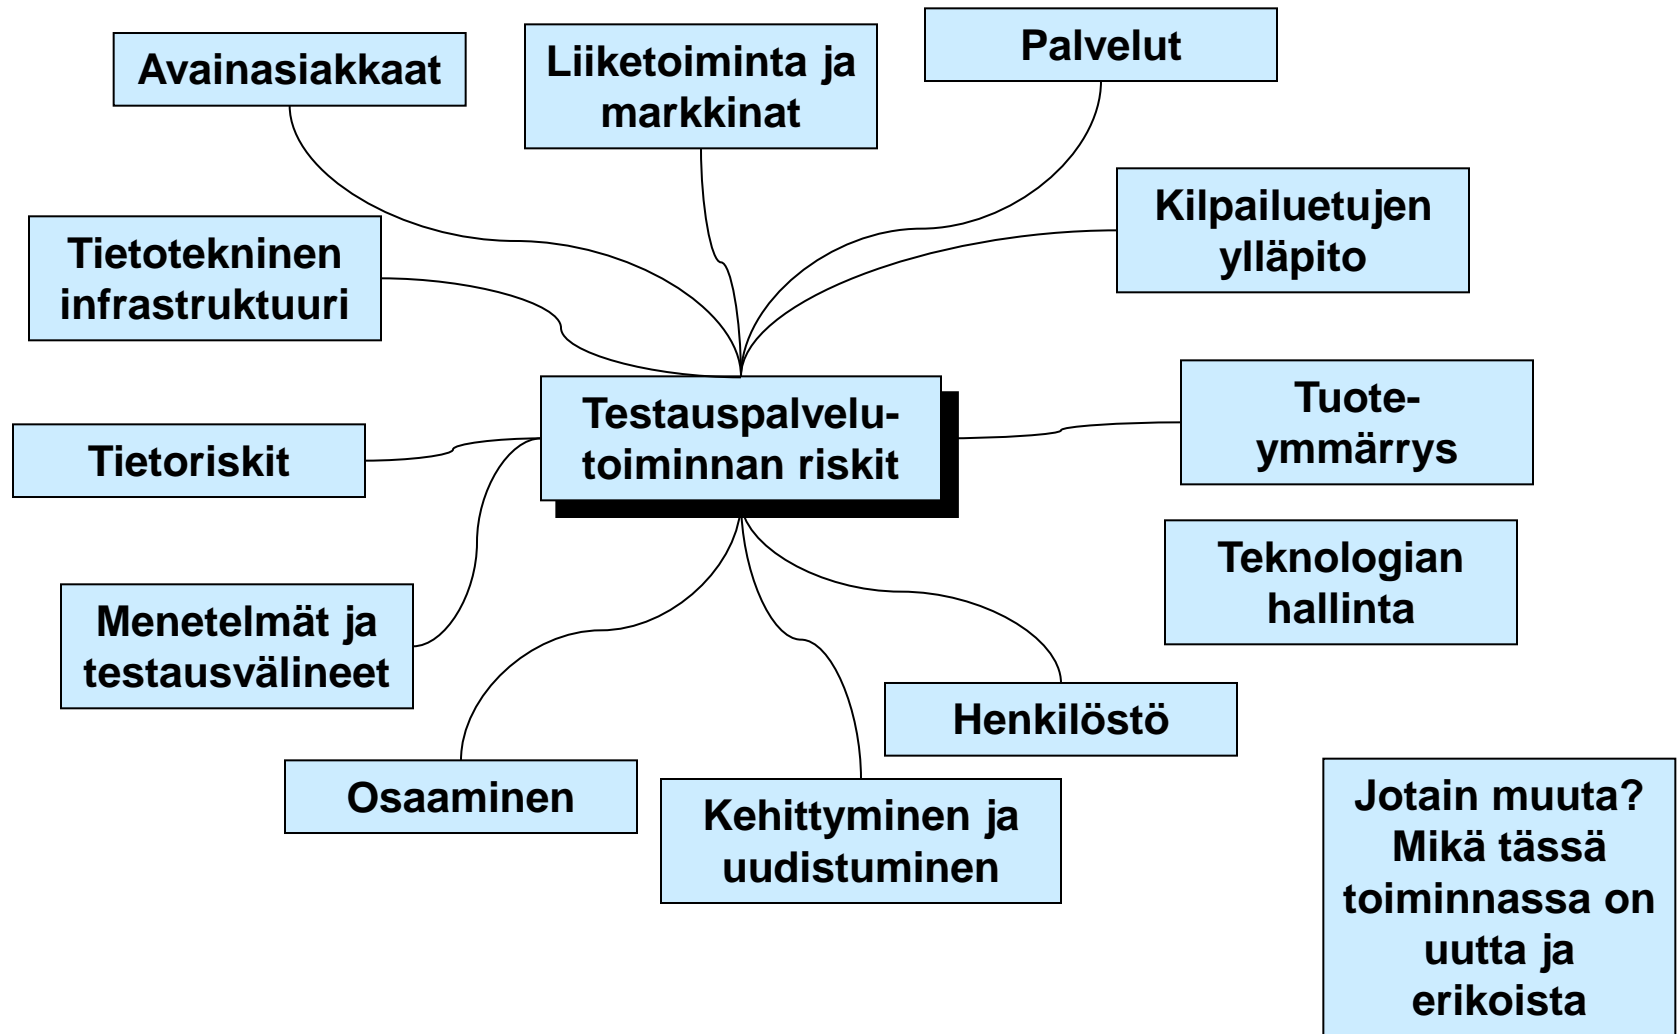 Avainasiakkaat
Liiketoiminta ja
markkinat
Palvelut
Kilpailuetujen
ylläpito
Tietotekninen
infrastruktuuri
Testauspalvelu-
toiminnan riskit
Tuote-
ymmärrys
Tietoriskit
Teknologian
hallinta
Menetelmät ja
testausvälineet
Henkilöstö
Osaaminen
Kehittyminen ja
uudistuminen
Jotain muuta?
Mikä tässä
toiminnassa on
uutta ja
erikoista